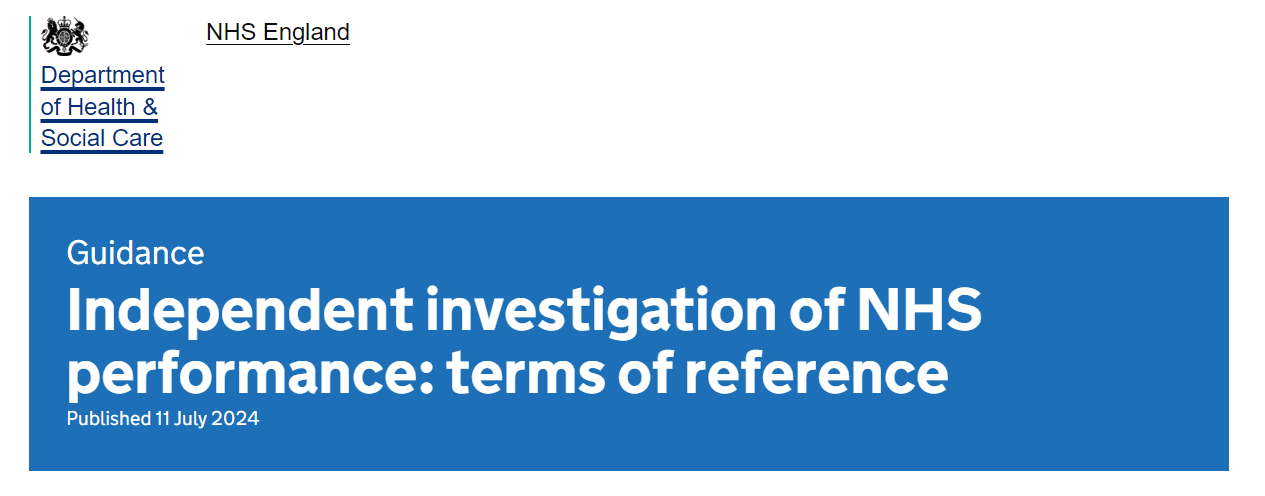 Department
of Health &
Social Care
NHS England
Guidance
Independent investigation of NHS
performance: terms of reference
Published 11 July 2024